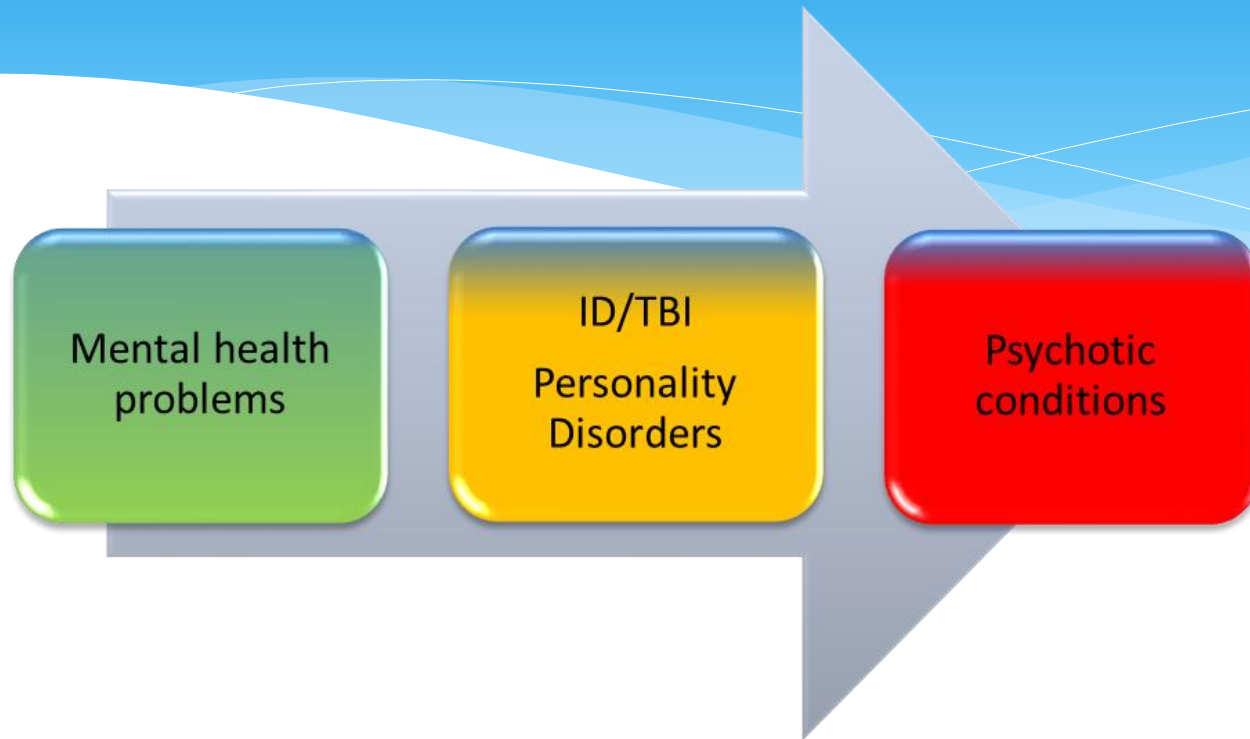 Mental health
problems
ID/TBI
Personality
Disorders
Psychotic
conditions